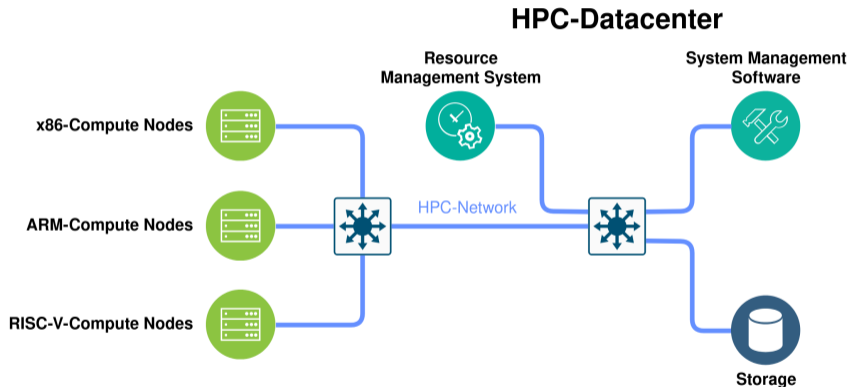 HPC-Datacenter
Resource
Management System
System Management
Software
x86-Compute Nodes
HPC-Network
ARM-Compute Nodes
RISC-V-Compute Nodes
Storage